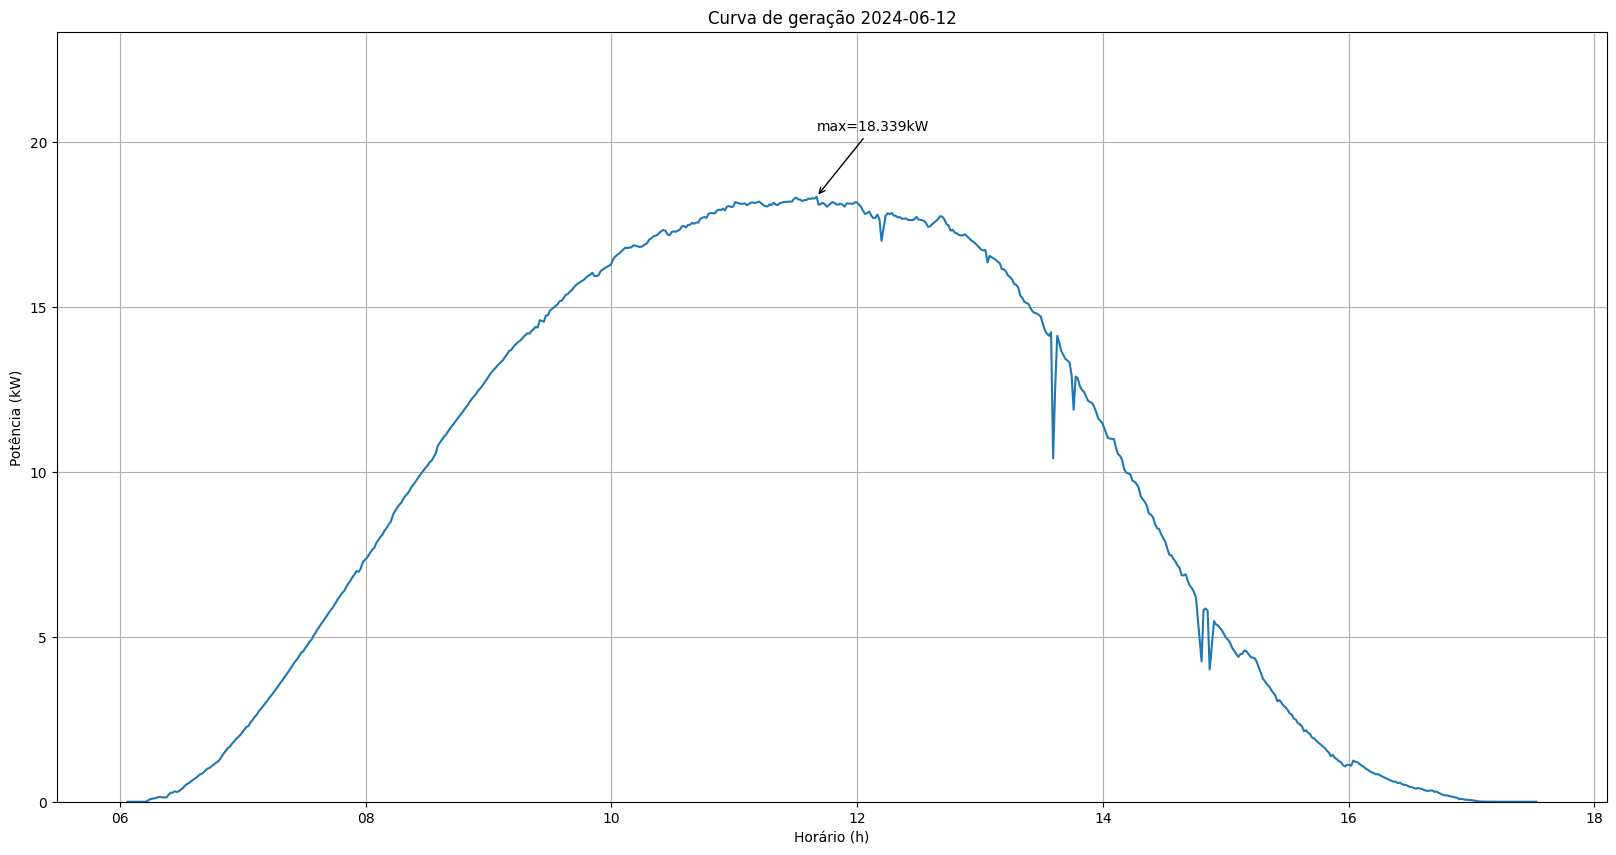 Curva de geração 2024-06-12
max=18.339kW
Potência (kW)
20
15
10
5
0
06 08 10 12 14 16 18
Horário (h)